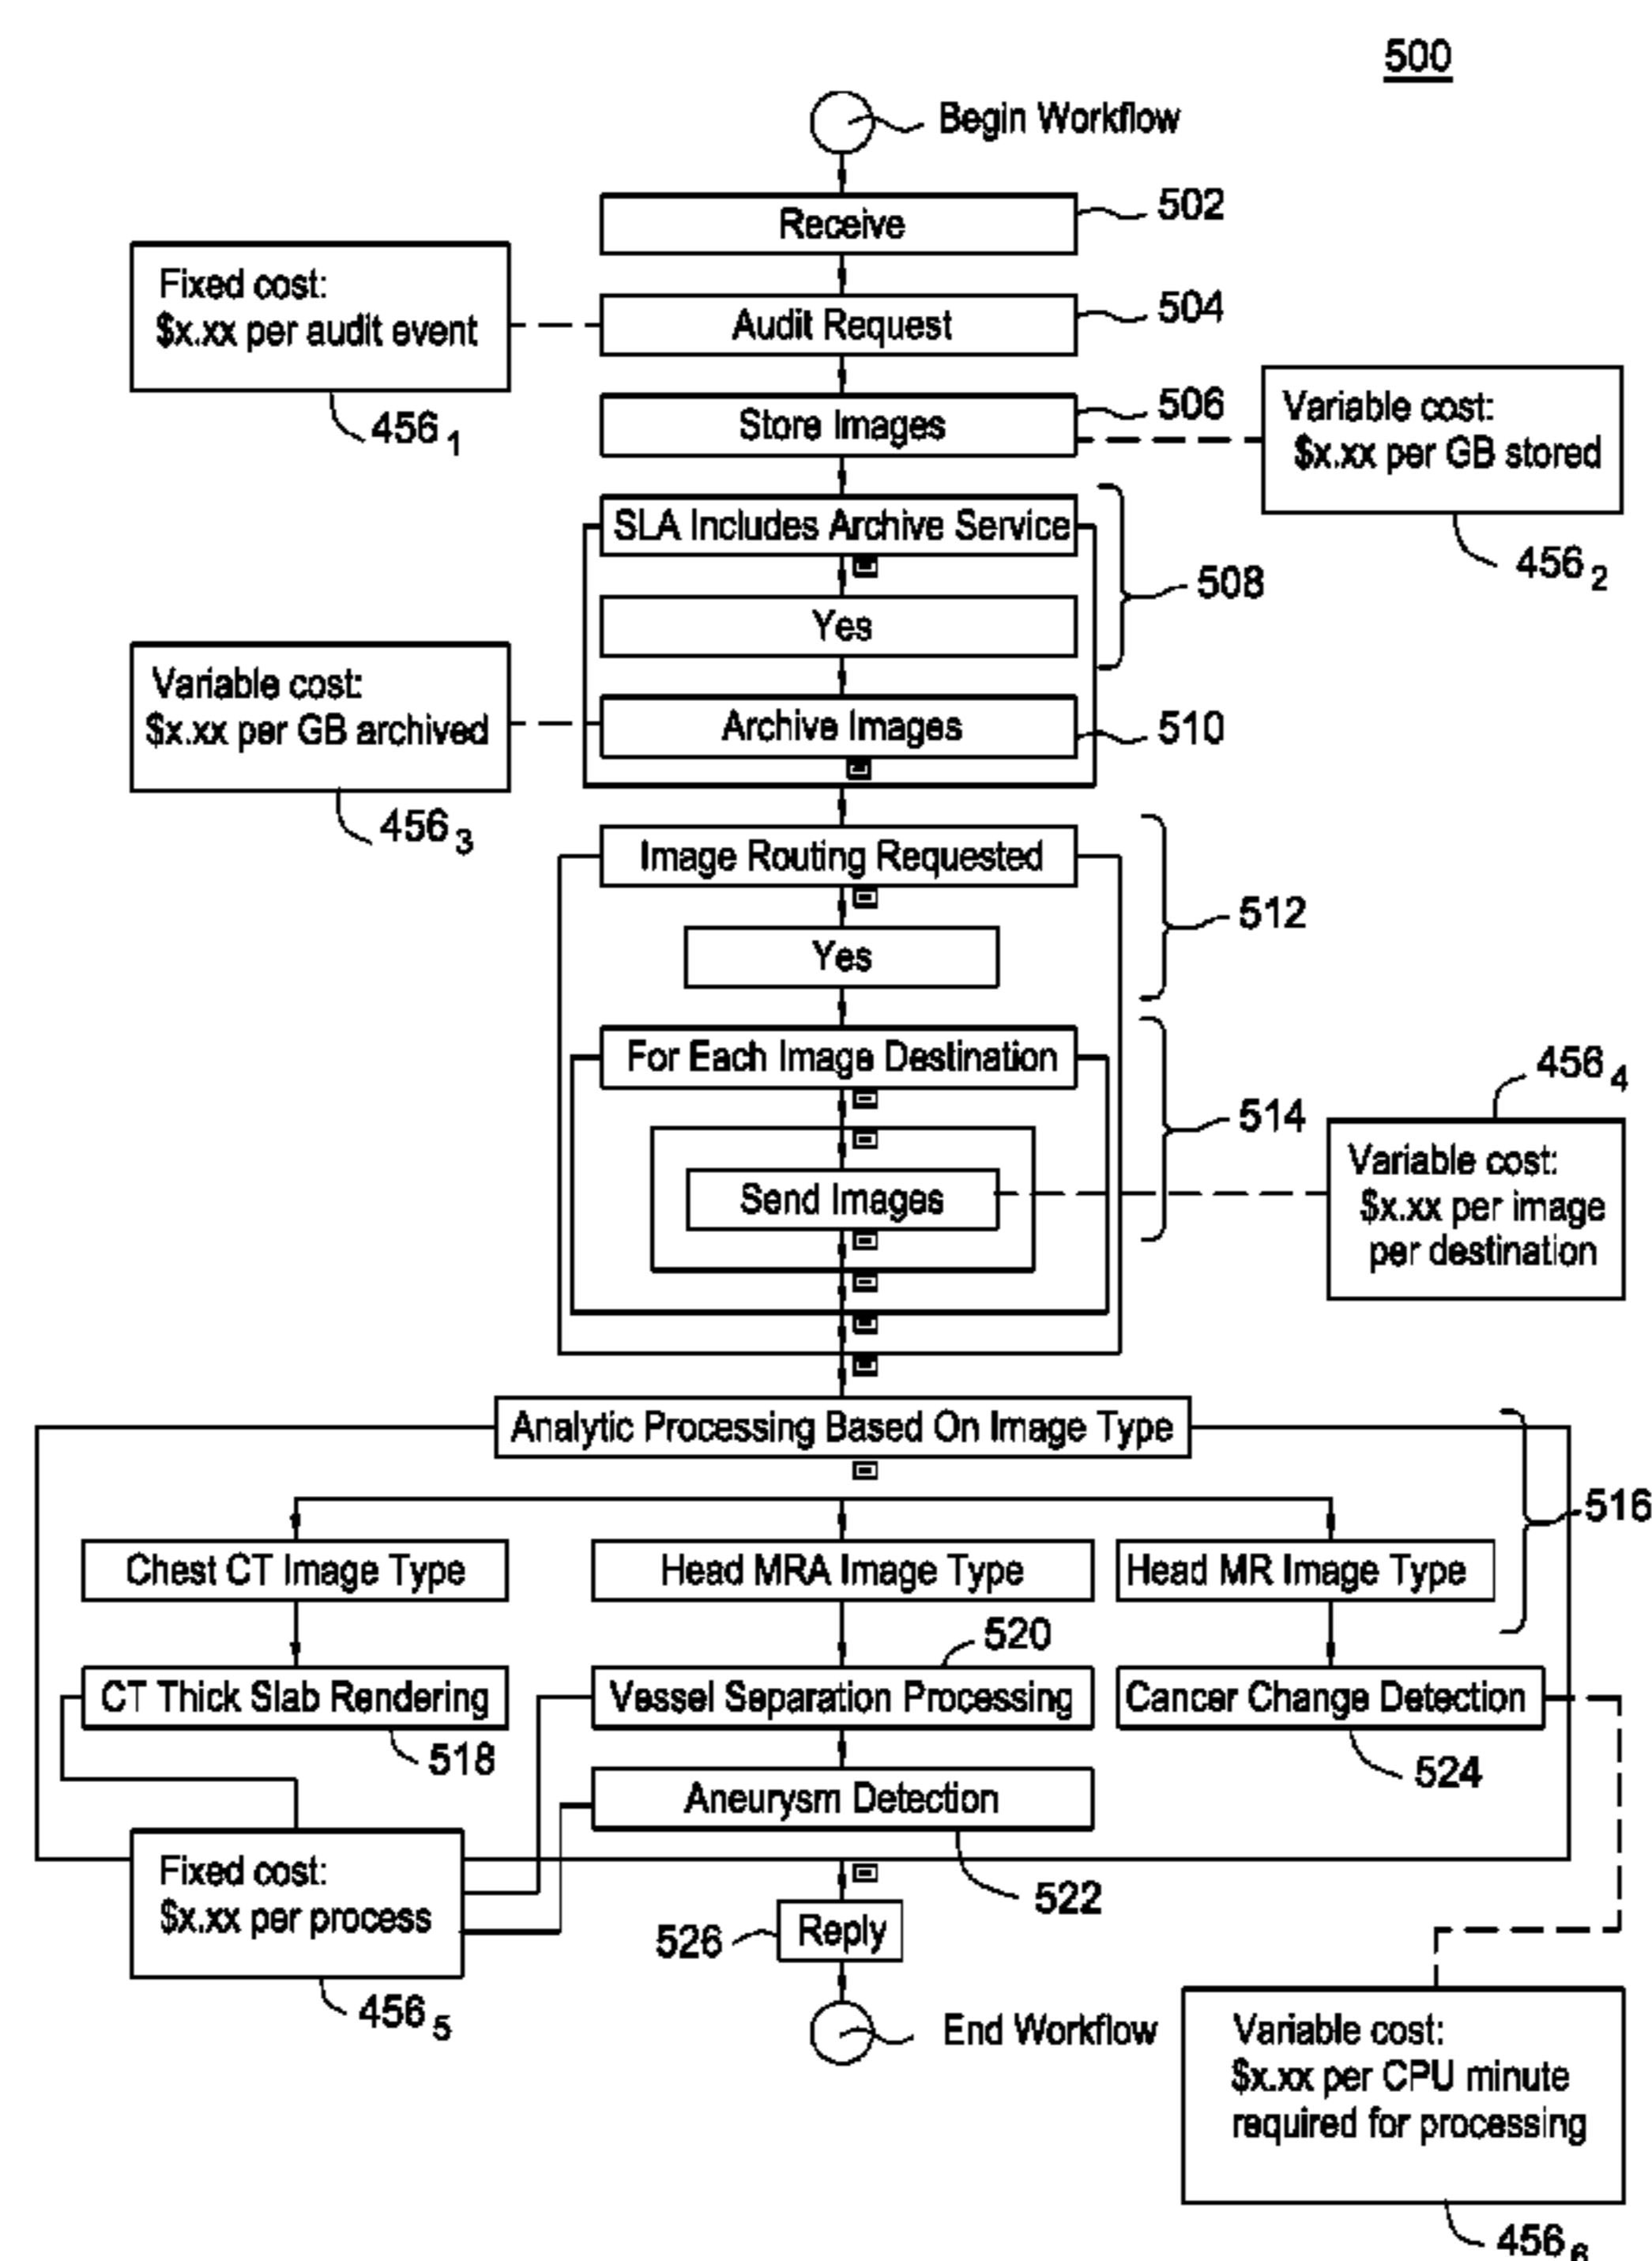 500
Begin Workflow
Receive
502
Fixed cost:
$x.xx per audit event
456 1
Audit Request
504
Store Images
506
Variable cost:
$x.xx per GB stored
456 2
SLA Includes Archive Service
Yes
508
Variable cost:
$x.xx per GB archived
456 3
Archive Images
510
Image Routing Requested
Yes
512
For Each Image Destination
514
Send Images
456 4
Variable cost:
$x.xx per image
per destination
Analytic Processing Based On Image Type
516
Chest CT Image Type
Head MRA Image Type
Head MR Image Type
520
CT Thick Slab Rendering
Vessel Separation Processing
Cancer Change Detection
518
524
Aneurysm Detection
522
Fixed cost:
$x.xx per process
456 5
526
Reply
End Workflow
Variable cost:
$x.xx per CPU minute
required for processing
456 6